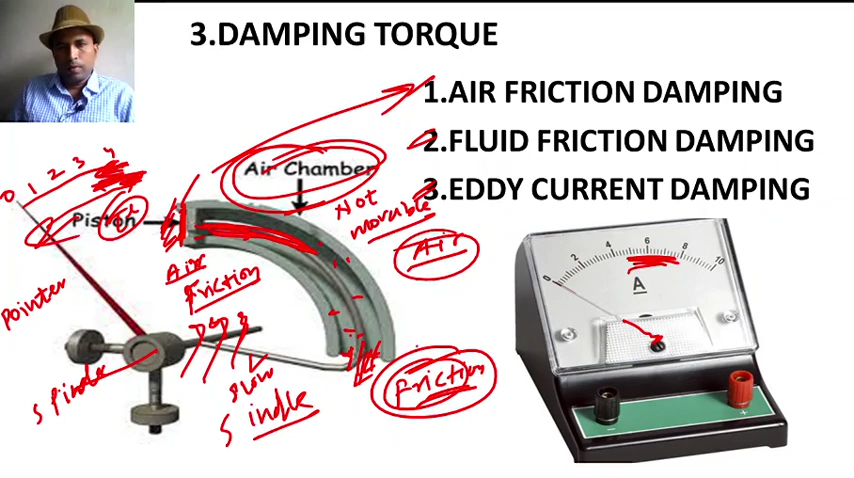 3.DAMPING TORQUE
1.AIR FRICTION DAMPING
2.FLUID FRICTION DAMPING
3.EDDY CURRENT DAMPING
Air Chamber
0 1 2 3 4
Piston
Not
movable
Air
Air
Friction
pointer
Spindle
slow
Friction
0 2 4 6 8 10
A
- +